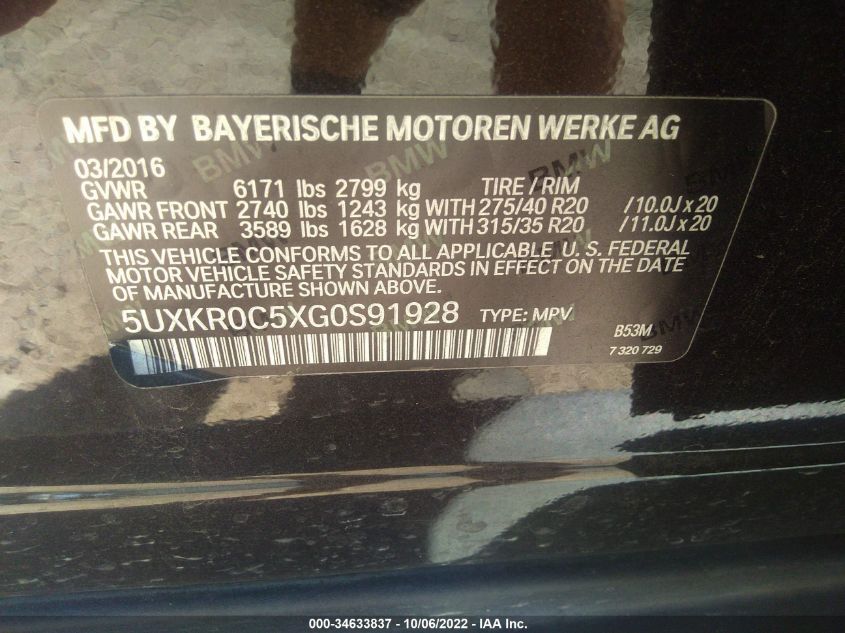 MFD BY BAYERISCHE MOTOREN WERKE AG
03/2016
GVWR 6171 lbs 2799 kg TIRE / RIM
GAWR FRONT 2740 lbs 1243 kg WITH 275/40 R20 /10.0J x 20
GAWR REAR 3589 lbs 1628 kg WITH 315/35 R20 /11.0J x 20
THIS VEHICLE CONFORMS TO ALL APPLICABLE U. S. FEDERAL
MOTOR VEHICLE SAFETY STANDARDS IN EFFECT ON THE DATE
OF MANUFACTURE SHOWN ABOVE.
5UXKR0C5XG0S91928 TYPE: MPV
B53M
7 320 729
000-34633837 - 10/06/2022 - IAA Inc.